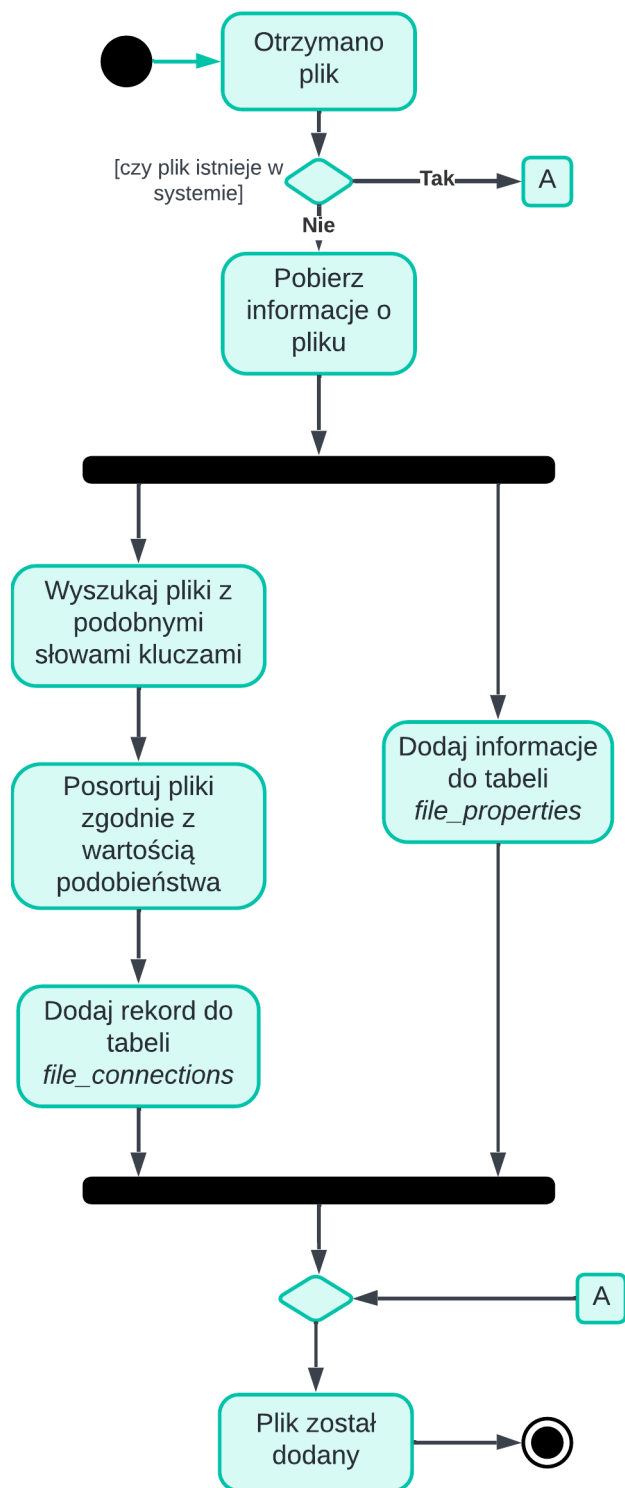 Otrzymano
plik
[czy plik istnieje w
systemie]
Tak
A
Nie
Pobierz
informacje o
pliku
Wyszukaj pliki z
podobnymi
słowami kluczami
Posortuj pliki
zgodnie z
wartością
podobieństwa
Dodaj informacje
do tabeli
file_properties
Dodaj rekord do
tabeli
file_connections
A
Plik został
dodany